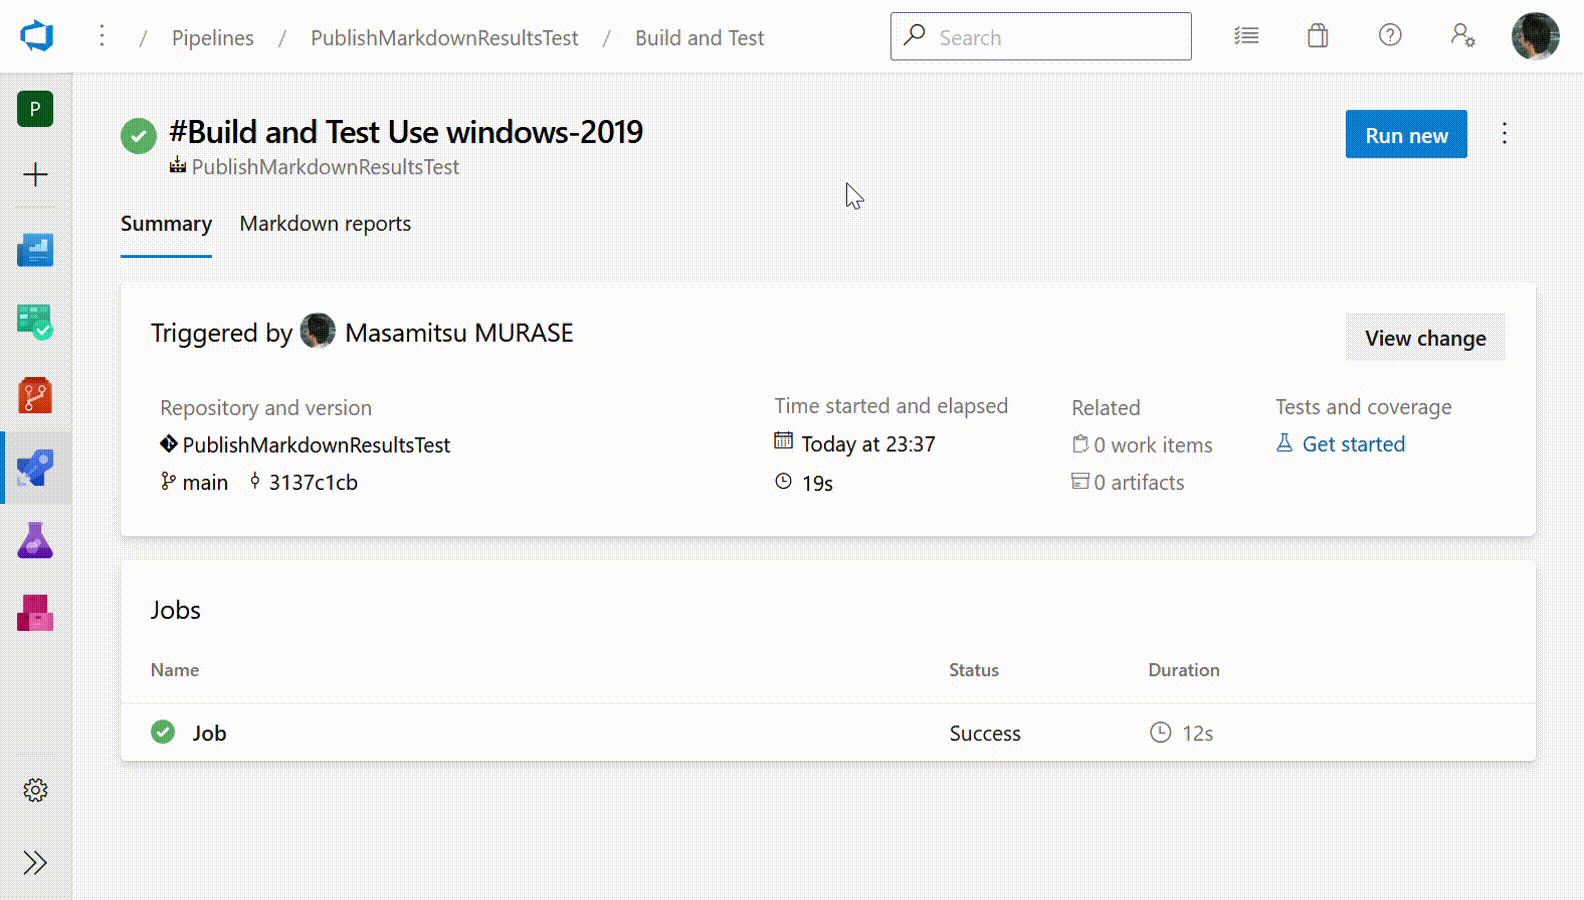 / Pipelines / PublishMarkdownResultsTest / Build and Test
Search
P
#Build and Test Use windows-2019
PublishMarkdownResultsTest
Run new
Summary Markdown reports
Triggered by Masamitsu MURASE
View change
Repository and version
PublishMarkdownResultsTest
main 3137c1cb
Time started and elapsed
Today at 23:37
19s
Related
0 work items
0 artifacts
Tests and coverage
Get started
Jobs
Name Status Duration
Job Success 12s